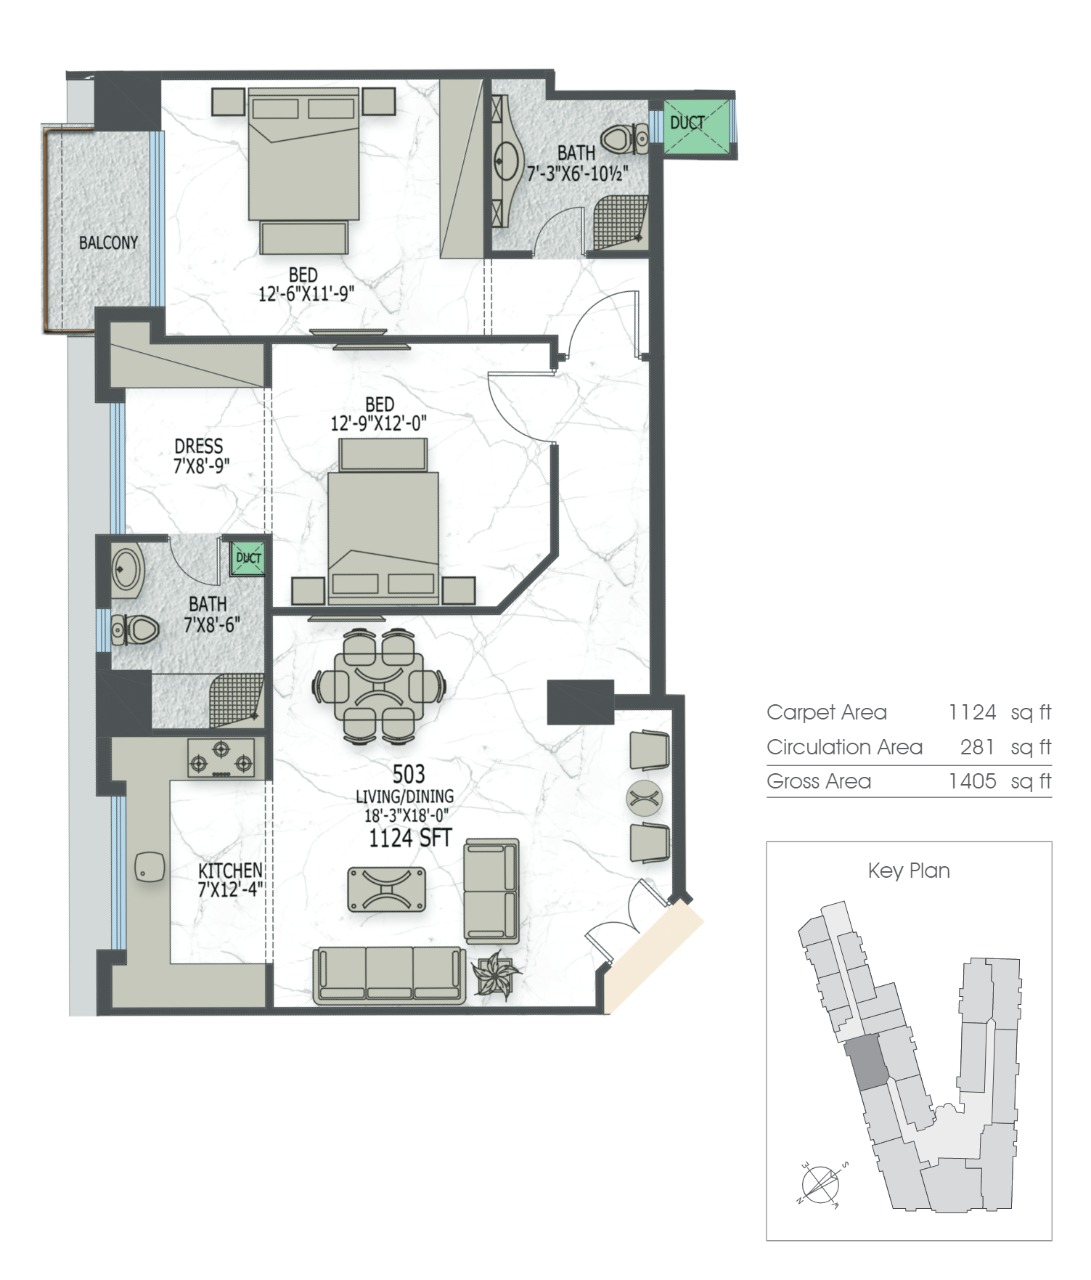 DUCT
BATH
7'-3"X6'-10½"
BALCONY
BED
12'-6"X11'-9"
BED
12'-9"X12'-0"
DRESS
7'X8'-9"
DUCT
BATH
7'X8'-6"
503
LIVING/DINING
18'-3"X18'-0"
1124 SFT
KITCHEN
7'X12'-4"
Carpet Area 1124 sq ft
Circulation Area 281 sq ft
Gross Area 1405 sq ft
Key Plan
S
N